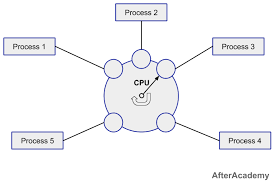 Process 2
Process 1
Process 3
CPU
Process 5
Process 4
AfterAcademy